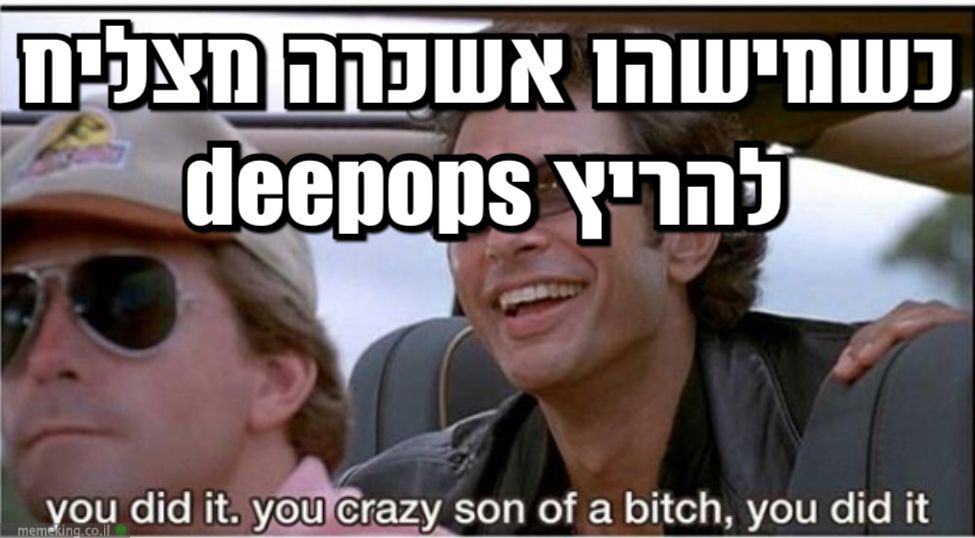 כשמישהו אשכרה מצליח
להריץ deepops
you did it. you crazy son of a bitch, you did it
memeking.co.il